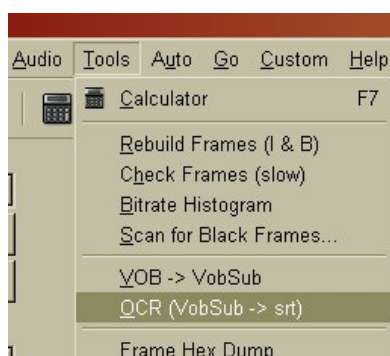 Audio Tools Auto Go Custom Help
Calculator F7
Rebuild Frames (I & B)
Check Frames (slow)
Bitrate Histogram
Scan for Black Frames...
VOB -> VobSub
OCR (VobSub -> srt)
Frame Hex Dump